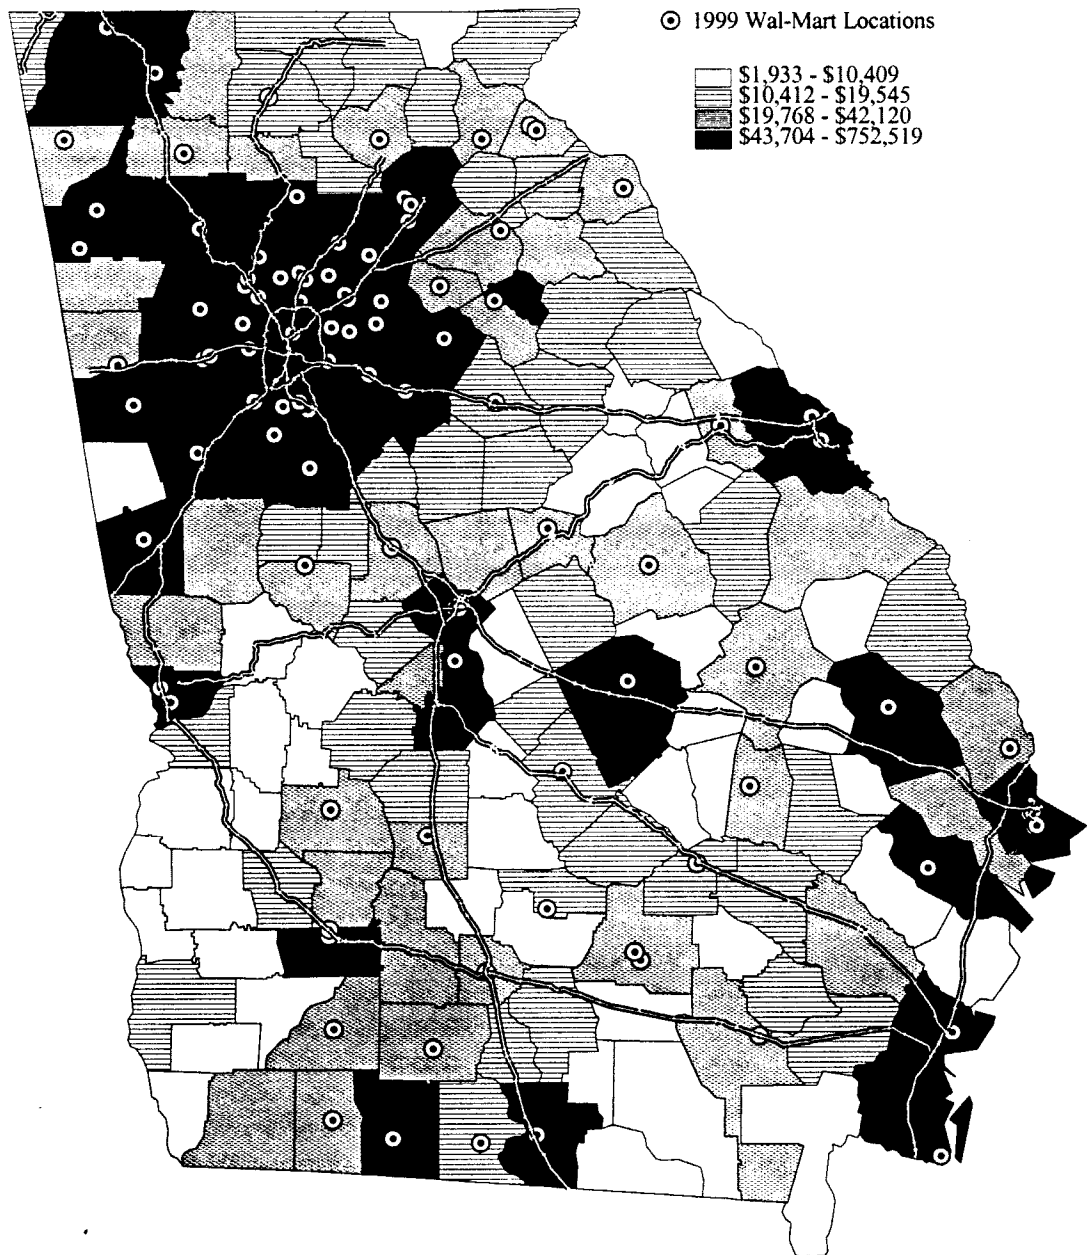 1999 Wal-Mart Locations
$1,933 - $10,409
$10,412 - $19,545
$19,768 - $42,120
$43,704 - $752,519